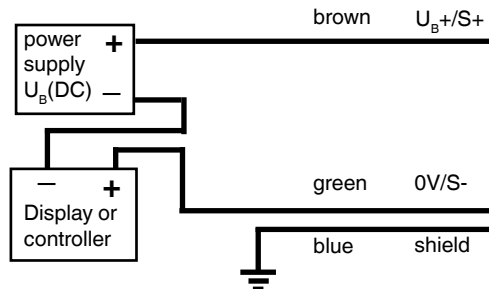 brown U_B+/S+
power +
supply
U_B(DC) —
— +
Display or
controller
green 0V/S-
blue shield